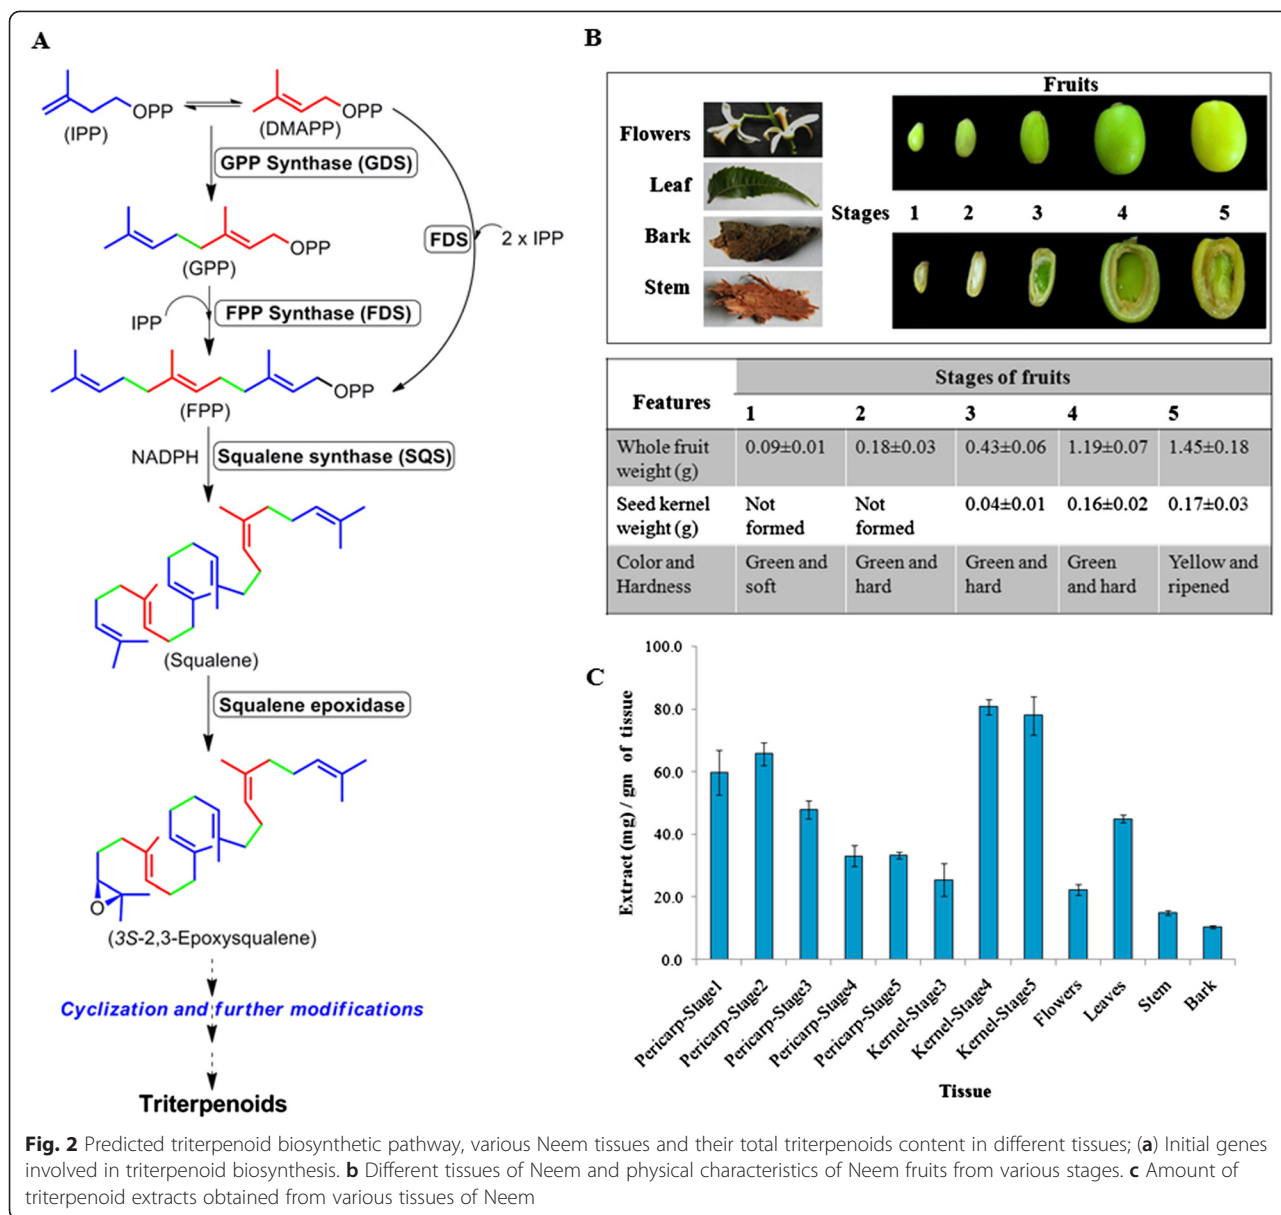 A
OPP
(IPP)
OPP
(DMAPP)
GPP Synthase (GDS)
OPP
(GPP)
FDS
2 x IPP
IPP
FPP Synthase (FDS)
OPP
(FPP)
NADPH
Squalene synthase (SQS)
(Squalene)
Squalene epoxidase
O
(3S-2,3-Epoxysqualene)
Cyclization and further modifications
Triterpenoids
B
Fruits
Flowers
Leaf
Bark
Stem
Stages 1 2 3 4 5
Features
Stages of fruits
1 2 3 4 5
Whole fruit
weight (g)
0.09±0.01 0.18±0.03 0.43±0.06 1.19±0.07 1.45±0.18
Seed kernel
weight (g)
Not
formed
Not
formed
0.04±0.01 0.16±0.02 0.17±0.03
Color and
Hardness
Green and
soft
Green and
hard
Green and
hard
Green
and hard
Yellow and
ripened
C
Extract (mg) / gm of tissue
100.0
80.0
60.0
40.0
20.0
0.0
Pericarp-Stage1
Pericarp-Stage2
Pericarp-Stage3
Pericarp-Stage4
Pericarp-Stage5
Kernel-Stage3
Kernel-Stage4
Kernel-Stage5
Flowers
Leaves
Stem
Bark
Tissue
Fig. 2 Predicted triterpenoid biosynthetic pathway, various Neem tissues and their total triterpenoids content in different tissues; (a) Initial genes
involved in triterpenoid biosynthesis. b Different tissues of Neem and physical characteristics of Neem fruits from various stages. c Amount of
triterpenoid extracts obtained from various tissues of Neem